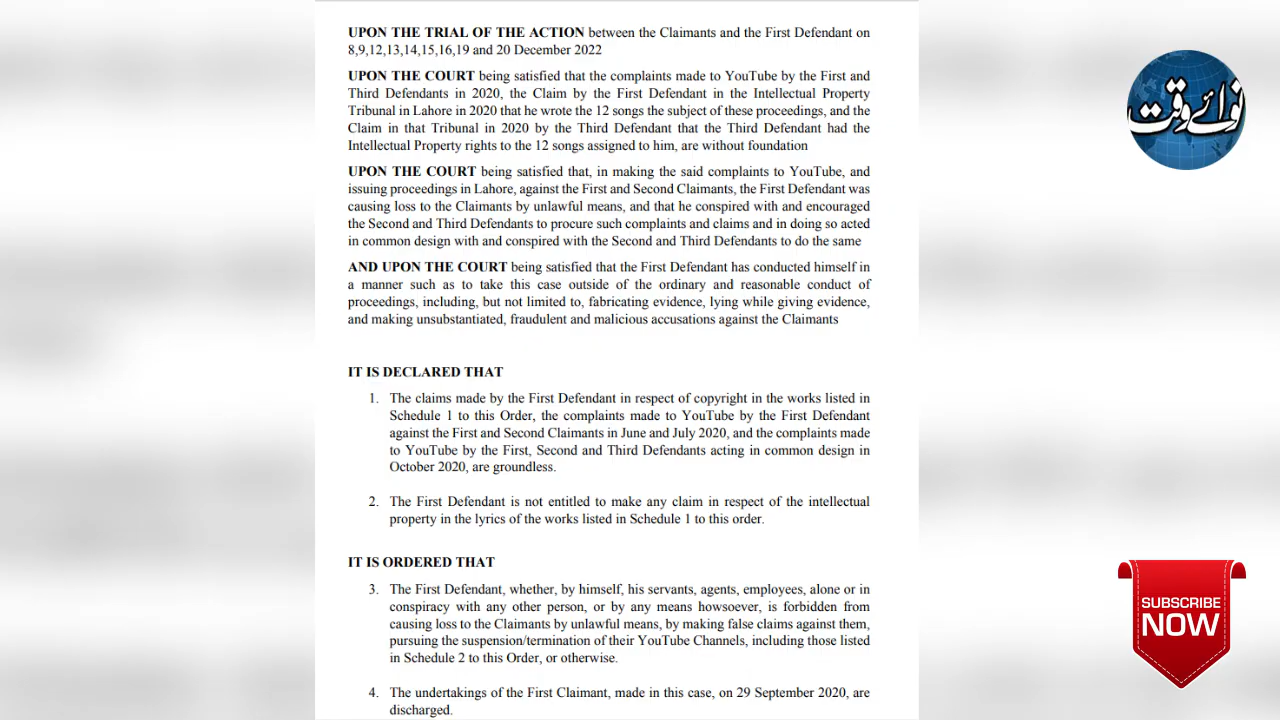 UPON THE TRIAL OF THE ACTION between the Claimants and the First Defendant on
8,9,12,13,14,15,16,19 and 20 December 2022
UPON THE COURT being satisfied that the complaints made to YouTube by the First and
Third Defendants in 2020, the Claim by the First Defendant in the Intellectual Property
Tribunal in Lahore in 2020 that he wrote the 12 songs the subject of these proceedings, and the
Claim in that Tribunal in 2020 by the Third Defendant that the Third Defendant had the
Intellectual Property rights to the 12 songs assigned to him, are without foundation
UPON THE COURT being satisfied that, in making the said complaints to YouTube, and
issuing proceedings in Lahore, against the First and Second Claimants, the First Defendant was
causing loss to the Claimants by unlawful means, and that he conspired with and encouraged
the Second and Third Defendants to procure such complaints and claims and in doing so acted
in common design with and conspired with the Second and Third Defendants to do the same
AND UPON THE COURT being satisfied that the First Defendant has conducted himself in
a manner such as to take this case outside of the ordinary and reasonable conduct of
proceedings, including, but not limited to, fabricating evidence, lying while giving evidence,
and making unsubstantiated, fraudulent and malicious accusations against the Claimants
IT IS DECLARED THAT
1. The claims made by the First Defendant in respect of copyright in the works listed in
Schedule 1 to this Order, the complaints made to YouTube by the First Defendant
against the First and Second Claimants in June and July 2020, and the complaints made
to YouTube by the First, Second and Third Defendants acting in common design in
October 2020, are groundless.
2. The First Defendant is not entitled to make any claim in respect of the intellectual
property in the lyrics of the works listed in Schedule 1 to this order.
IT IS ORDERED THAT
3. The First Defendant, whether, by himself, his servants, agents, employees, alone or in
conspiracy with any other person, or by any means howsoever, is forbidden from
causing loss to the Claimants by unlawful means, by making false claims against them,
pursuing the suspension/termination of their YouTube Channels, including those listed
in Schedule 2 to this Order, or otherwise.
4. The undertakings of the First Claimant, made in this case, on 29 September 2020, are
discharged.
نوائے وقت
SUBSCRIBE
NOW